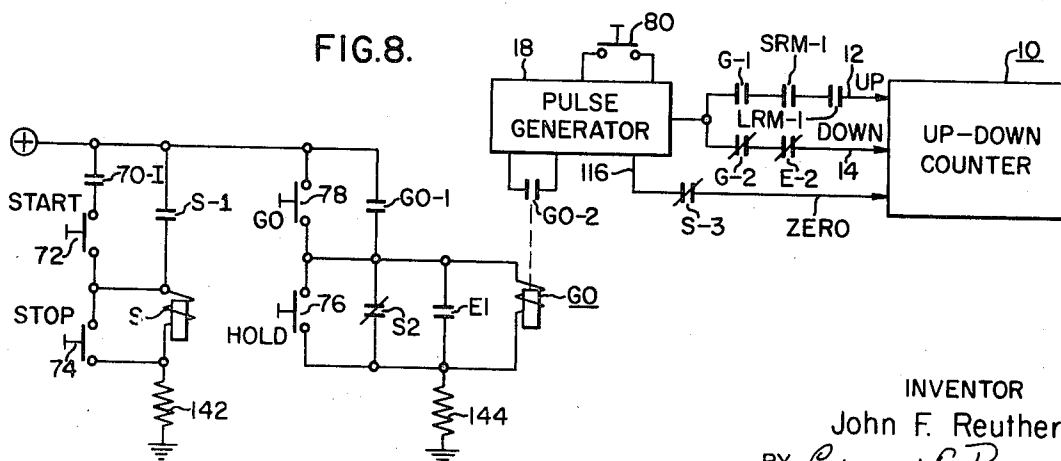 FIG.8.
80
18
PULSE
GENERATOR
G-1
SRM-1
12
UP
10
LRM-1
DOWN
UP-DOWN
COUNTER
G-2
E-2
14
116
GO-2
S-3
ZERO
70-I
START
S-1
72
STOP
S
74
142
78
GO
GO-1
76
HOLD
S2
E1
GO
144
INVENTOR
John F. Reuther
BY